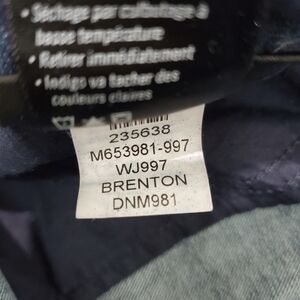 • Séchage par culbutage à
basse température
• Retirer immédiatement
• Indigo va tacher des
couleurs claires
235638
M653981-997
WJ997
BRENTON
DNM981